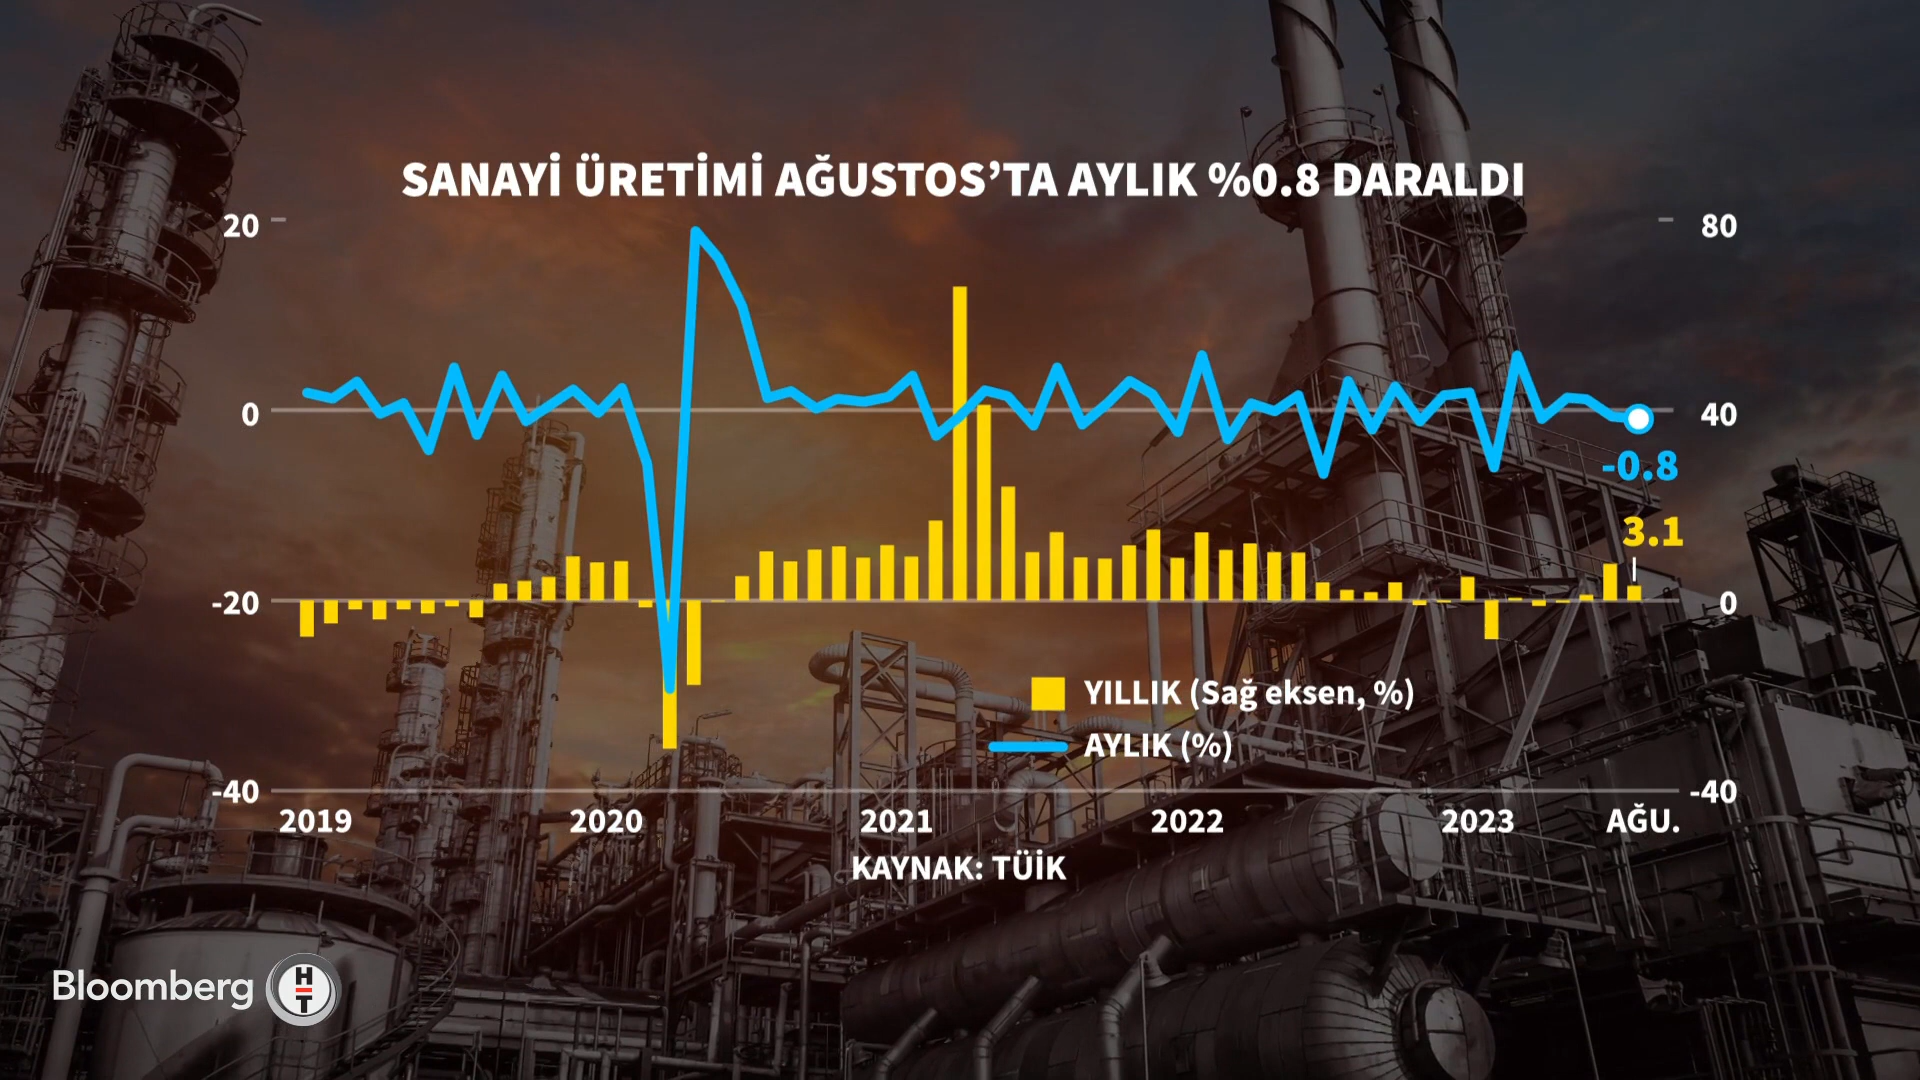 SANAYİ ÜRETİMİ AĞUSTOS’TA AYLIK %0.8 DARALDI
20
80
0
40
-0.8
3.1
-20
0
YILLIK (Sağ eksen, %)
AYLIK (%)
-40
-40
2019
2020
2021
2022
2023
AĞU.
KAYNAK: TÜİK
Bloomberg HT